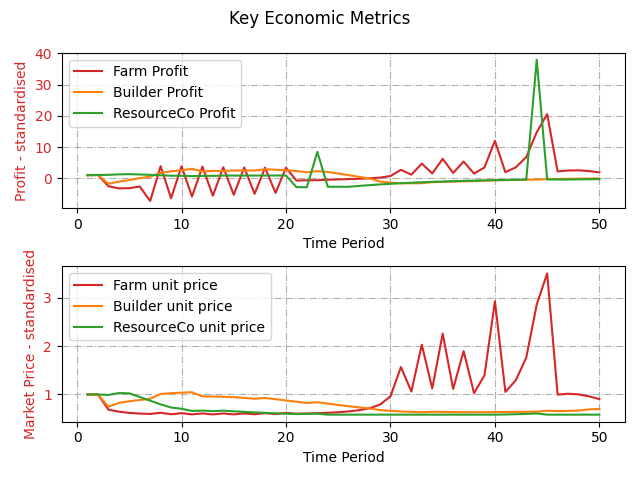 Key Economic Metrics
Profit - standardised
40
30
20
10
0
Farm Profit
Builder Profit
ResourceCo Profit
0
10
20
30
40
50
Time Period
Market Price - standardised
3
2
1
Farm unit price
Builder unit price
ResourceCo unit price
0
10
20
30
40
50
Time Period